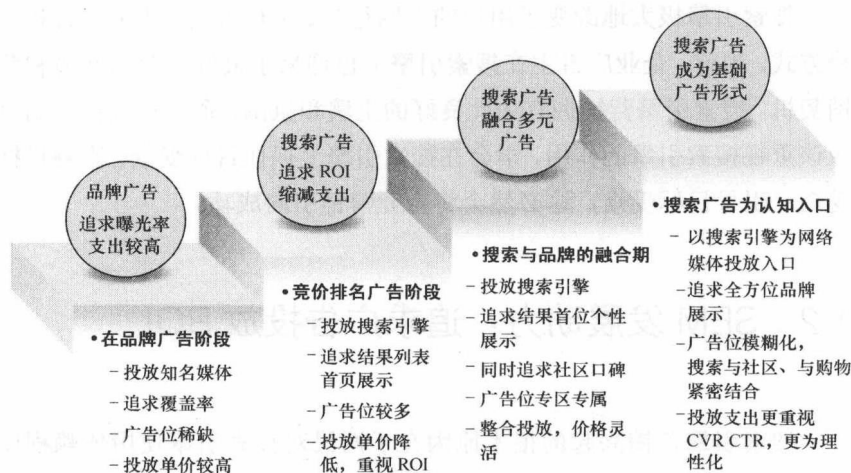 品牌广告
追求曝光率
支出较高
搜索广告
追求 ROI
缩减支出
搜索广告
融合多元
广告
搜索广告
成为基础
广告形式
•在品牌广告阶段
－投放知名媒体
－追求覆盖率
－广告位稀缺
－投放单价较高
•竞价排名广告阶段
－投放搜索引擎
－追求结果列表
首页展示
－广告位较多
－投放单价降
低，重视 ROI
•搜索与品牌的融合期
－投放搜索引擎
－追求结果首位个性
展示
－同时追求社区口碑
－广告位专区专属
－整合投放，价格灵
活
•搜索广告为认知入口
－以搜索引擎为网络
媒体投放入口
－追求全方位品牌
展示
－广告位模糊化，
搜索与社区、与购物
紧密结合
－投放支出更重视
CVR CTR，更为理
性化